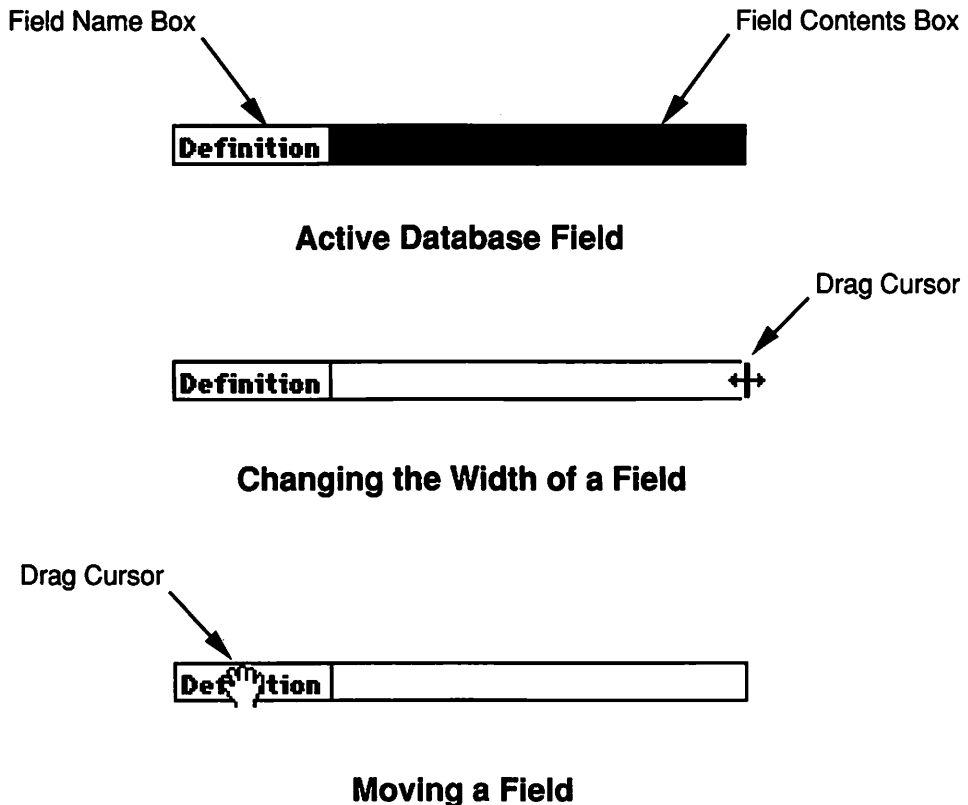 Field Name Box
Field Contents Box
Definition
Active Database Field
Drag Cursor
Definition
Changing the Width of a Field
Drag Cursor
Definition
Moving a Field